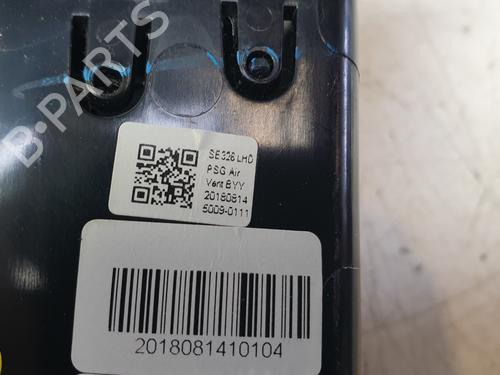 B-PARTS
SE326 LHD
PSG Air
Vent BYY
20180814
5009-0111
2018081410104